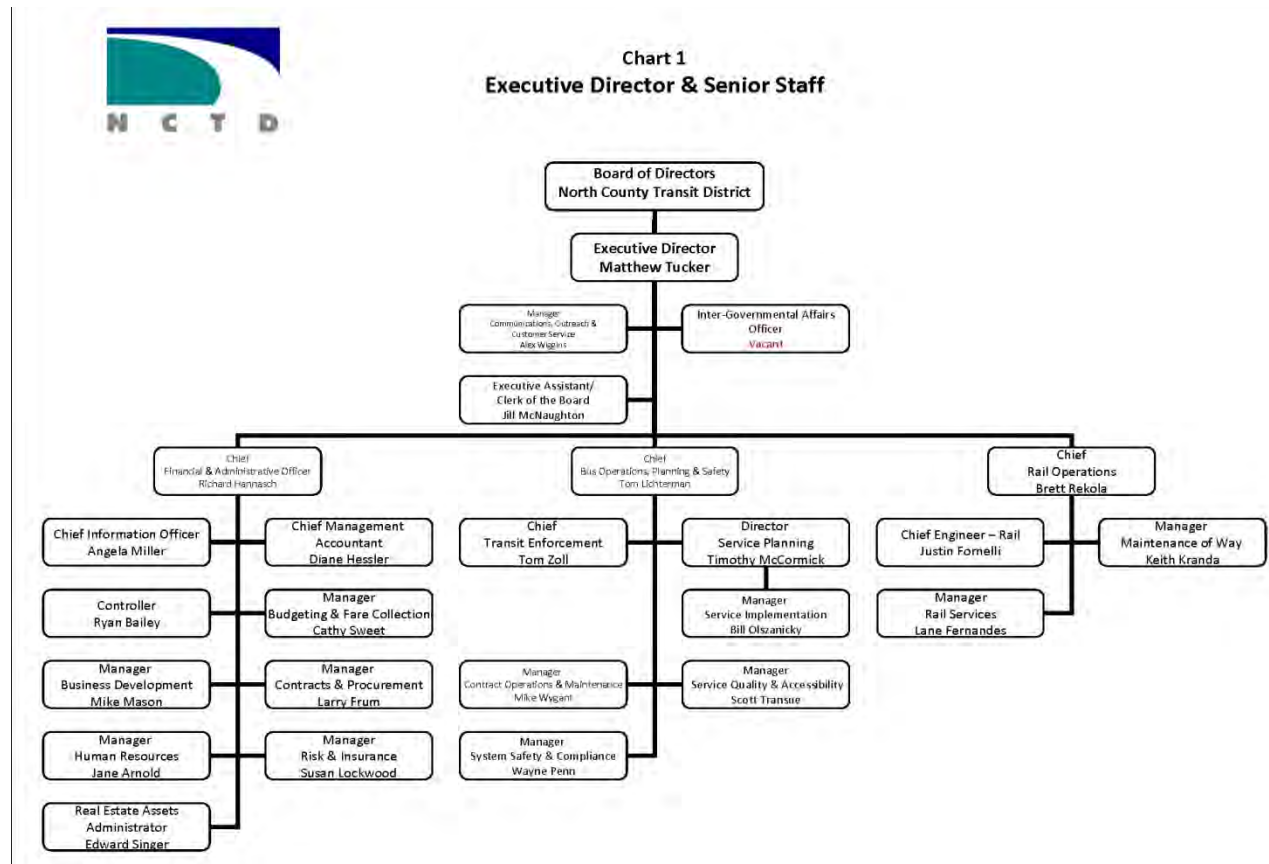 NCTD
Chart 1
Executive Director & Senior Staff
Board of Directors
North County Transit District
Executive Director
Matthew Tucker
Manager
Communications, Outreach &
Customer Service
Alex Wiggins
Inter-Governmental Affairs
Officer
Vacant
Executive Assistant/
Clerk of the Board
Jill McNaughton
Chief
Financial & Administrative Officer
Richard Hannasch
Chief
Bus Operations, Planning & Safety
Tom Lichterman
Chief
Rail Operations
Brett Rekola
Chief Information Officer
Angela Miller
Chief Management
Accountant
Diane Hessler
Chief
Transit Enforcement
Tom Zoll
Director
Service Planning
Timothy McCormick
Chief Engineer – Rail
Justin Fornelli
Manager
Maintenance of Way
Keith Kranda
Controller
Ryan Bailey
Manager
Budgeting & Fare Collection
Cathy Sweet
Manager
Service Implementation
Bill Olszanicky
Manager
Rail Services
Lane Fernandes
Manager
Business Development
Mike Mason
Manager
Contracts & Procurement
Larry Frum
Manager
Contract Operations & Maintenance
Mike Wygant
Manager
Service Quality & Accessibility
Scott Transue
Manager
Human Resources
Jane Arnold
Manager
Risk & Insurance
Susan Lockwood
Manager
System Safety & Compliance
Wayne Penn
Real Estate Assets
Administrator
Edward Singer